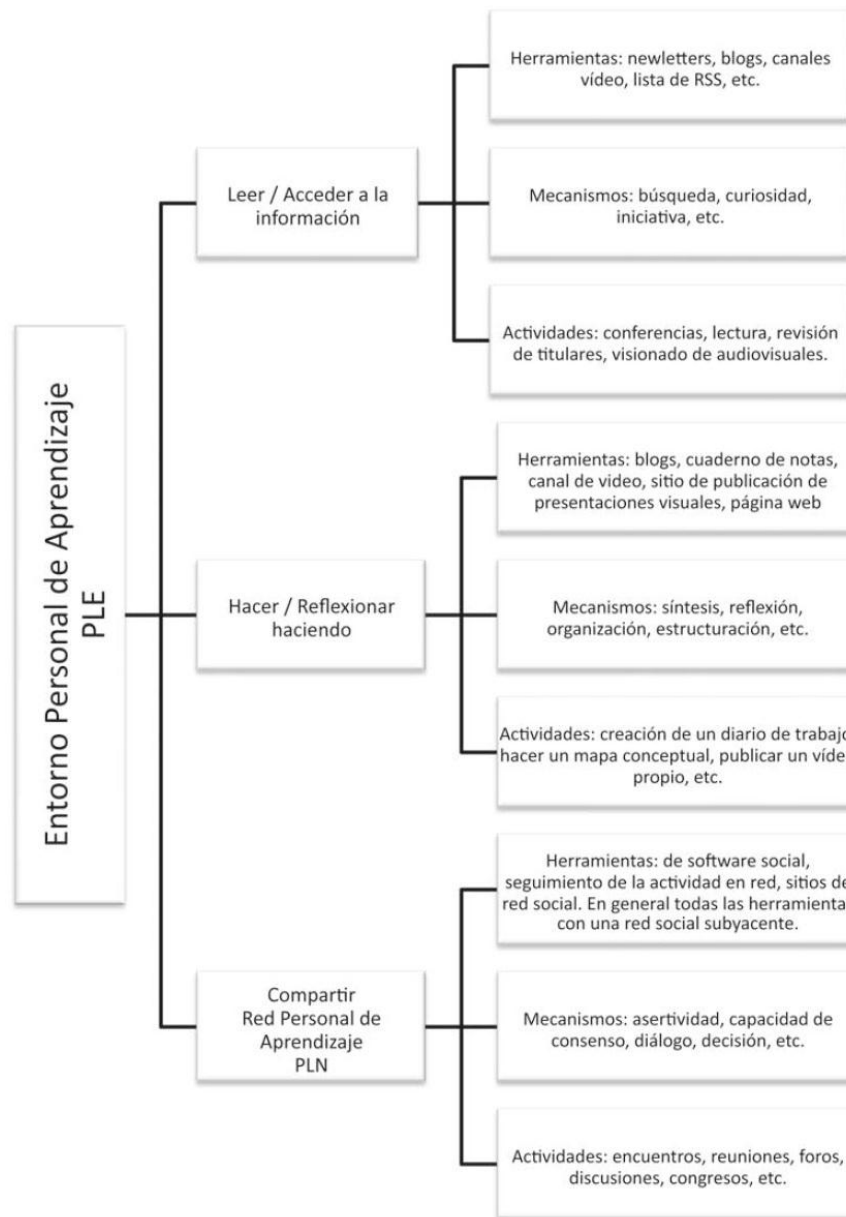 Entorno Personal de Aprendizaje
PLE
Leer / Acceder a la
información
Herramientas: newletters, blogs, canales
vídeo, lista de RSS, etc.
Mecanismos: búsqueda, curiosidad,
iniciativa, etc.
Actividades: conferencias, lectura, revisión
de titulares, visionado de audiovisuales.
Hacer / Reflexionar
haciendo
Herramientas: blogs, cuaderno de notas,
canal de video, sitio de publicación de
presentaciones visuales, página web
Mecanismos: síntesis, reflexión,
organización, estructuración, etc.
Actividades: creación de un diario de trabajo
hacer un mapa conceptual, publicar un víde
propio, etc.
Compartir
Red Personal de
Aprendizaje
PLN
Herramientas: de software social,
seguimiento de la actividad en red, sitios de
red social. En general todas las herramienta
con una red social subyacente.
Mecanismos: asertividad, capacidad de
consenso, diálogo, decisión, etc.
Actividades: encuentros, reuniones, foros,
discusiones, congresos, etc.